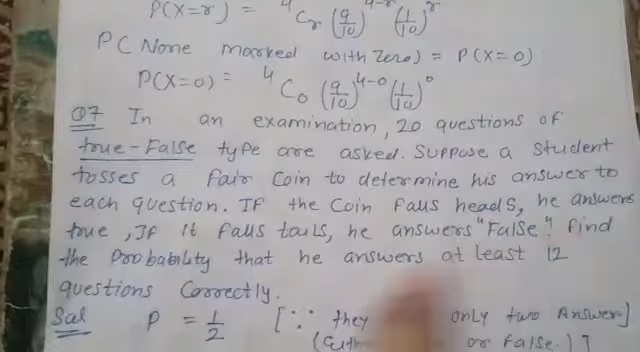 P(X=r) = ⁴Cᵣ (9/10)⁴⁻ʳ (1/10)ʳ
P( None marked with zero) = P(X=0)
P(X=0) = ⁴C₀ (9/10)⁴⁻⁰ (1/10)⁰
Q7 In an examination, 20 questions of
true-False type are asked. Suppose a student
tosses a fair coin to determine his answer to
each question. IF the coin falls heads, he answers
true, If it falls tails, he answers "False". find
the Probability that he answers at least 12
questions Correctly.
Sol P = 1/2 [∵ they only two Answer]
or False.)]